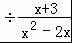 ÷ x+3
x² − 2x